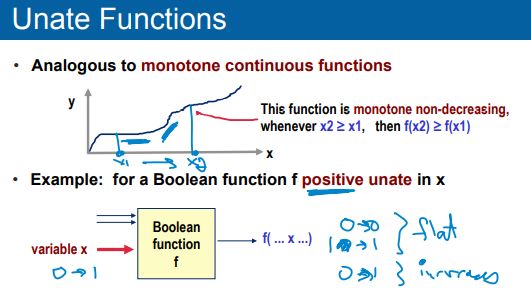 Unate Functions
• Analogous to monotone continuous functions
y
This function is monotone non-decreasing,
whenever x2 ≥ x1, then f(x2) ≥ f(x1)
x1 → x2
x
• Example: for a Boolean function f positive unate in x
Boolean
function
f
variable x
0→1
f( ... x ...)
0→0
1→1
} flat
0→1 } increases